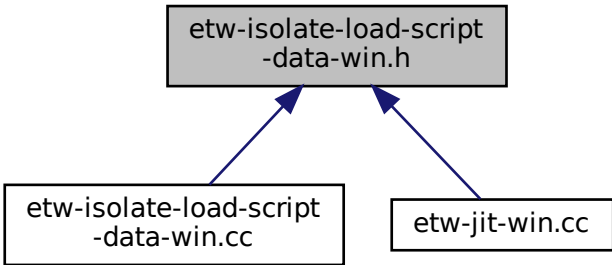 etw-isolate-load-script
-data-win.h
etw-isolate-load-script
-data-win.cc
etw-jit-win.cc